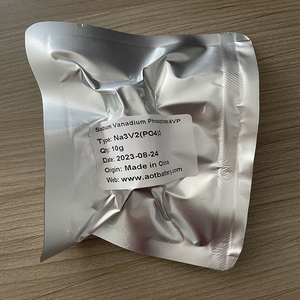 Sodium Vanadium Phosphate NVP
Type: Na3V2(PO4)
Qty: 10g
Date: 2023-08-24
Origin: Made in China
Web: www.aotbattery.com